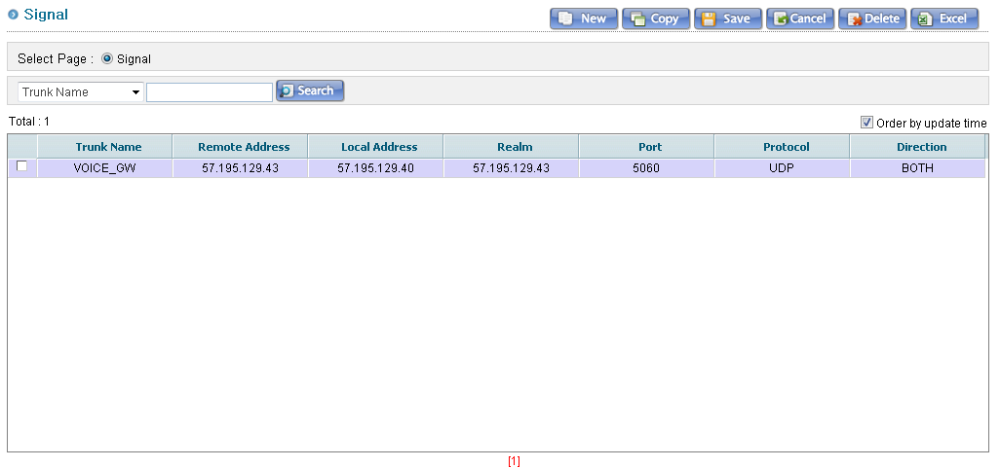 Signal New Copy Save Cancel Delete Excel
Select Page : Signal
Trunk Name Search
Total : 1 Order by update time
Trunk Name Remote Address Local Address Realm Port Protocol Direction
VOICE_GW 57.195.129.43 57.195.129.40 57.195.129.43 5060 UDP BOTH
[1]